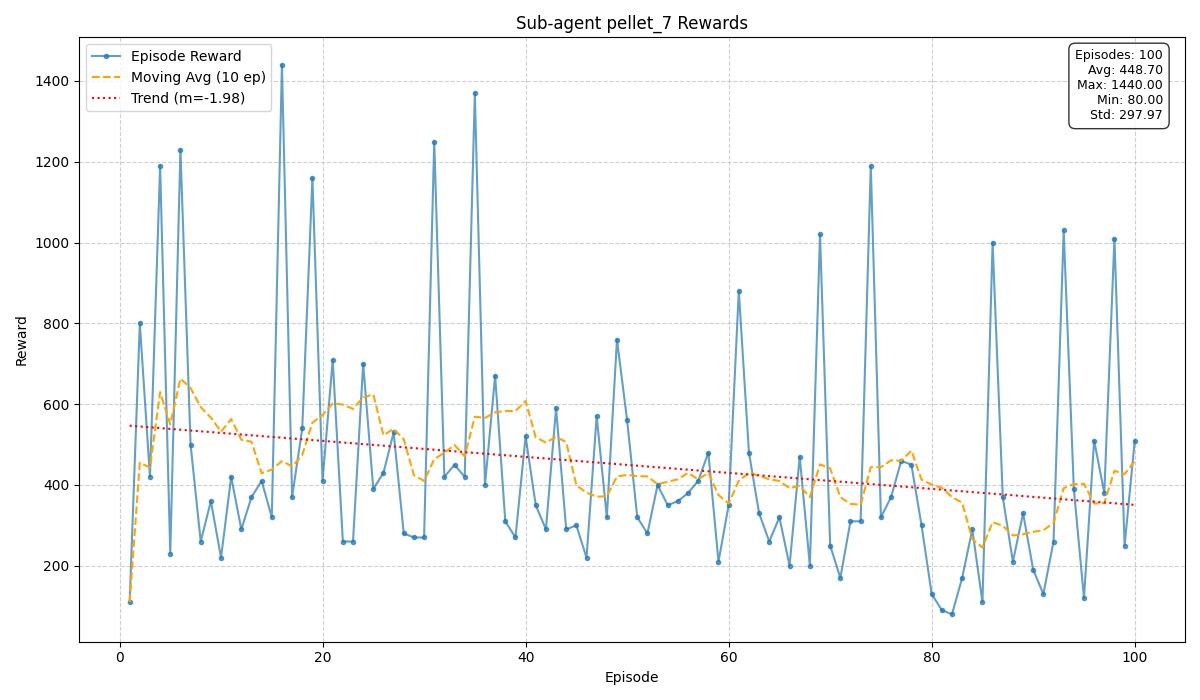 Sub-agent pellet_7 Rewards
Episode Reward
Moving Avg (10 ep)
Trend (m=-1.98)
Episodes: 100
Avg: 448.70
Max: 1440.00
Min: 80.00
Std: 297.97
Reward
1400
1200
1000
800
600
400
200
0 20 40 60 80 100
Episode